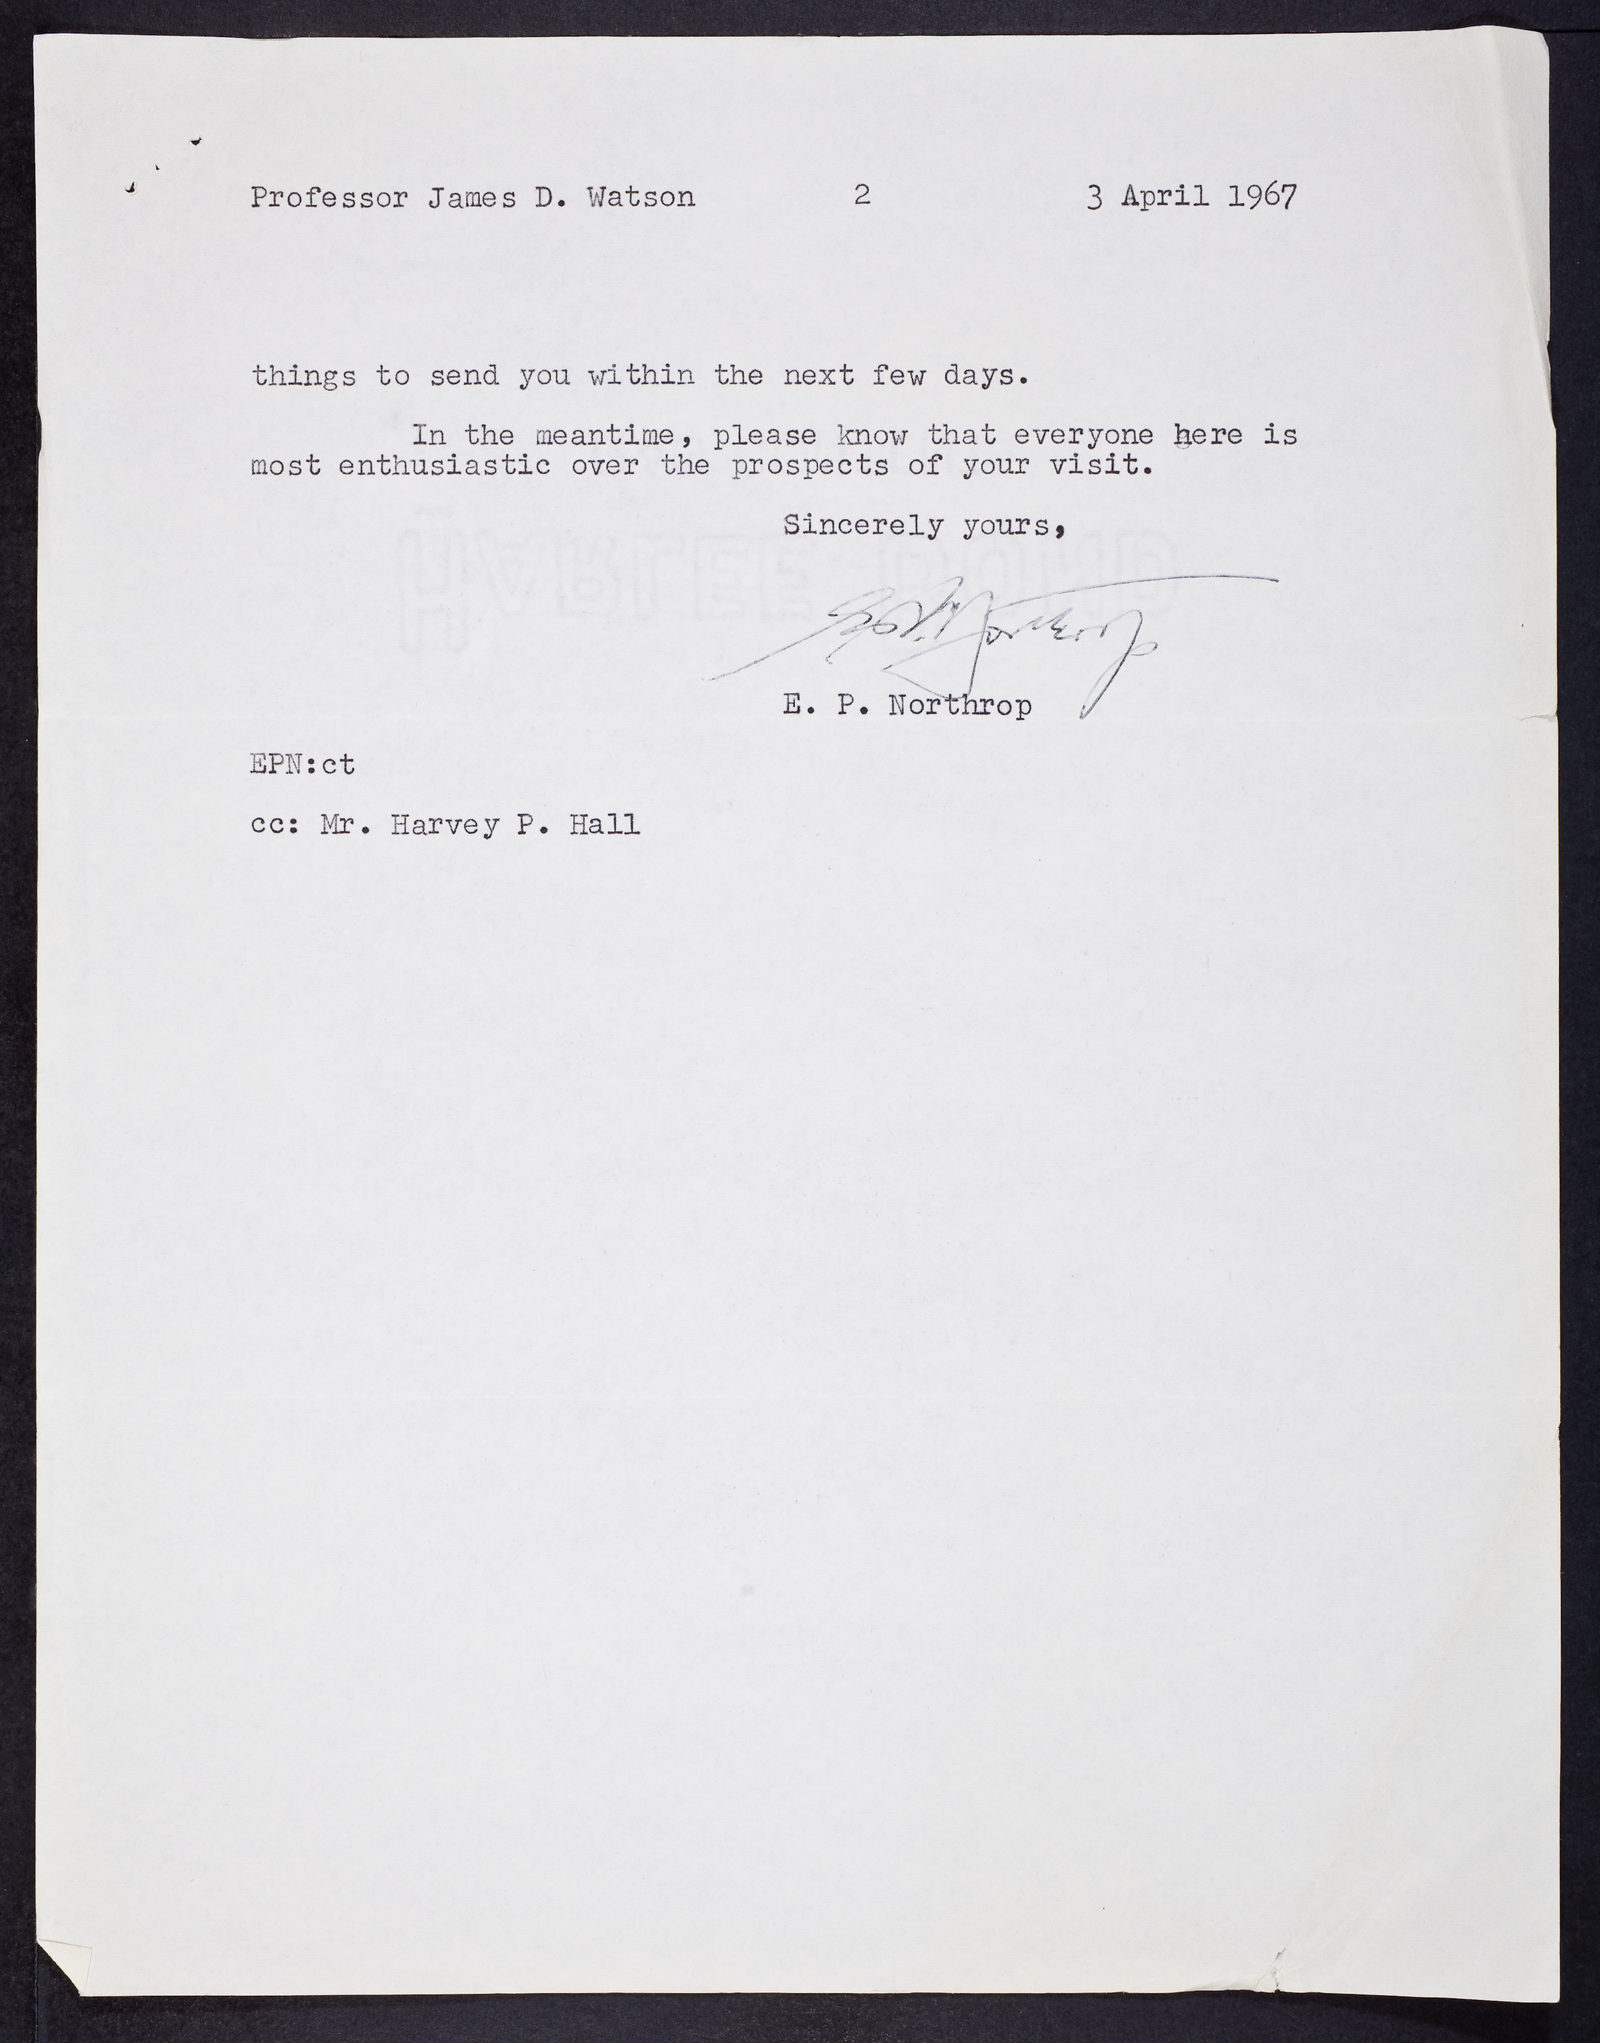 Professor James D. Watson 2 3 April 1967
things to send you within the next few days.
In the meantime, please know that everyone here is
most enthusiastic over the prospects of your visit.
Sincerely yours,
E. P. Northrop
E. P. Northrop
EPN:ct
cc: Mr. Harvey P. Hall